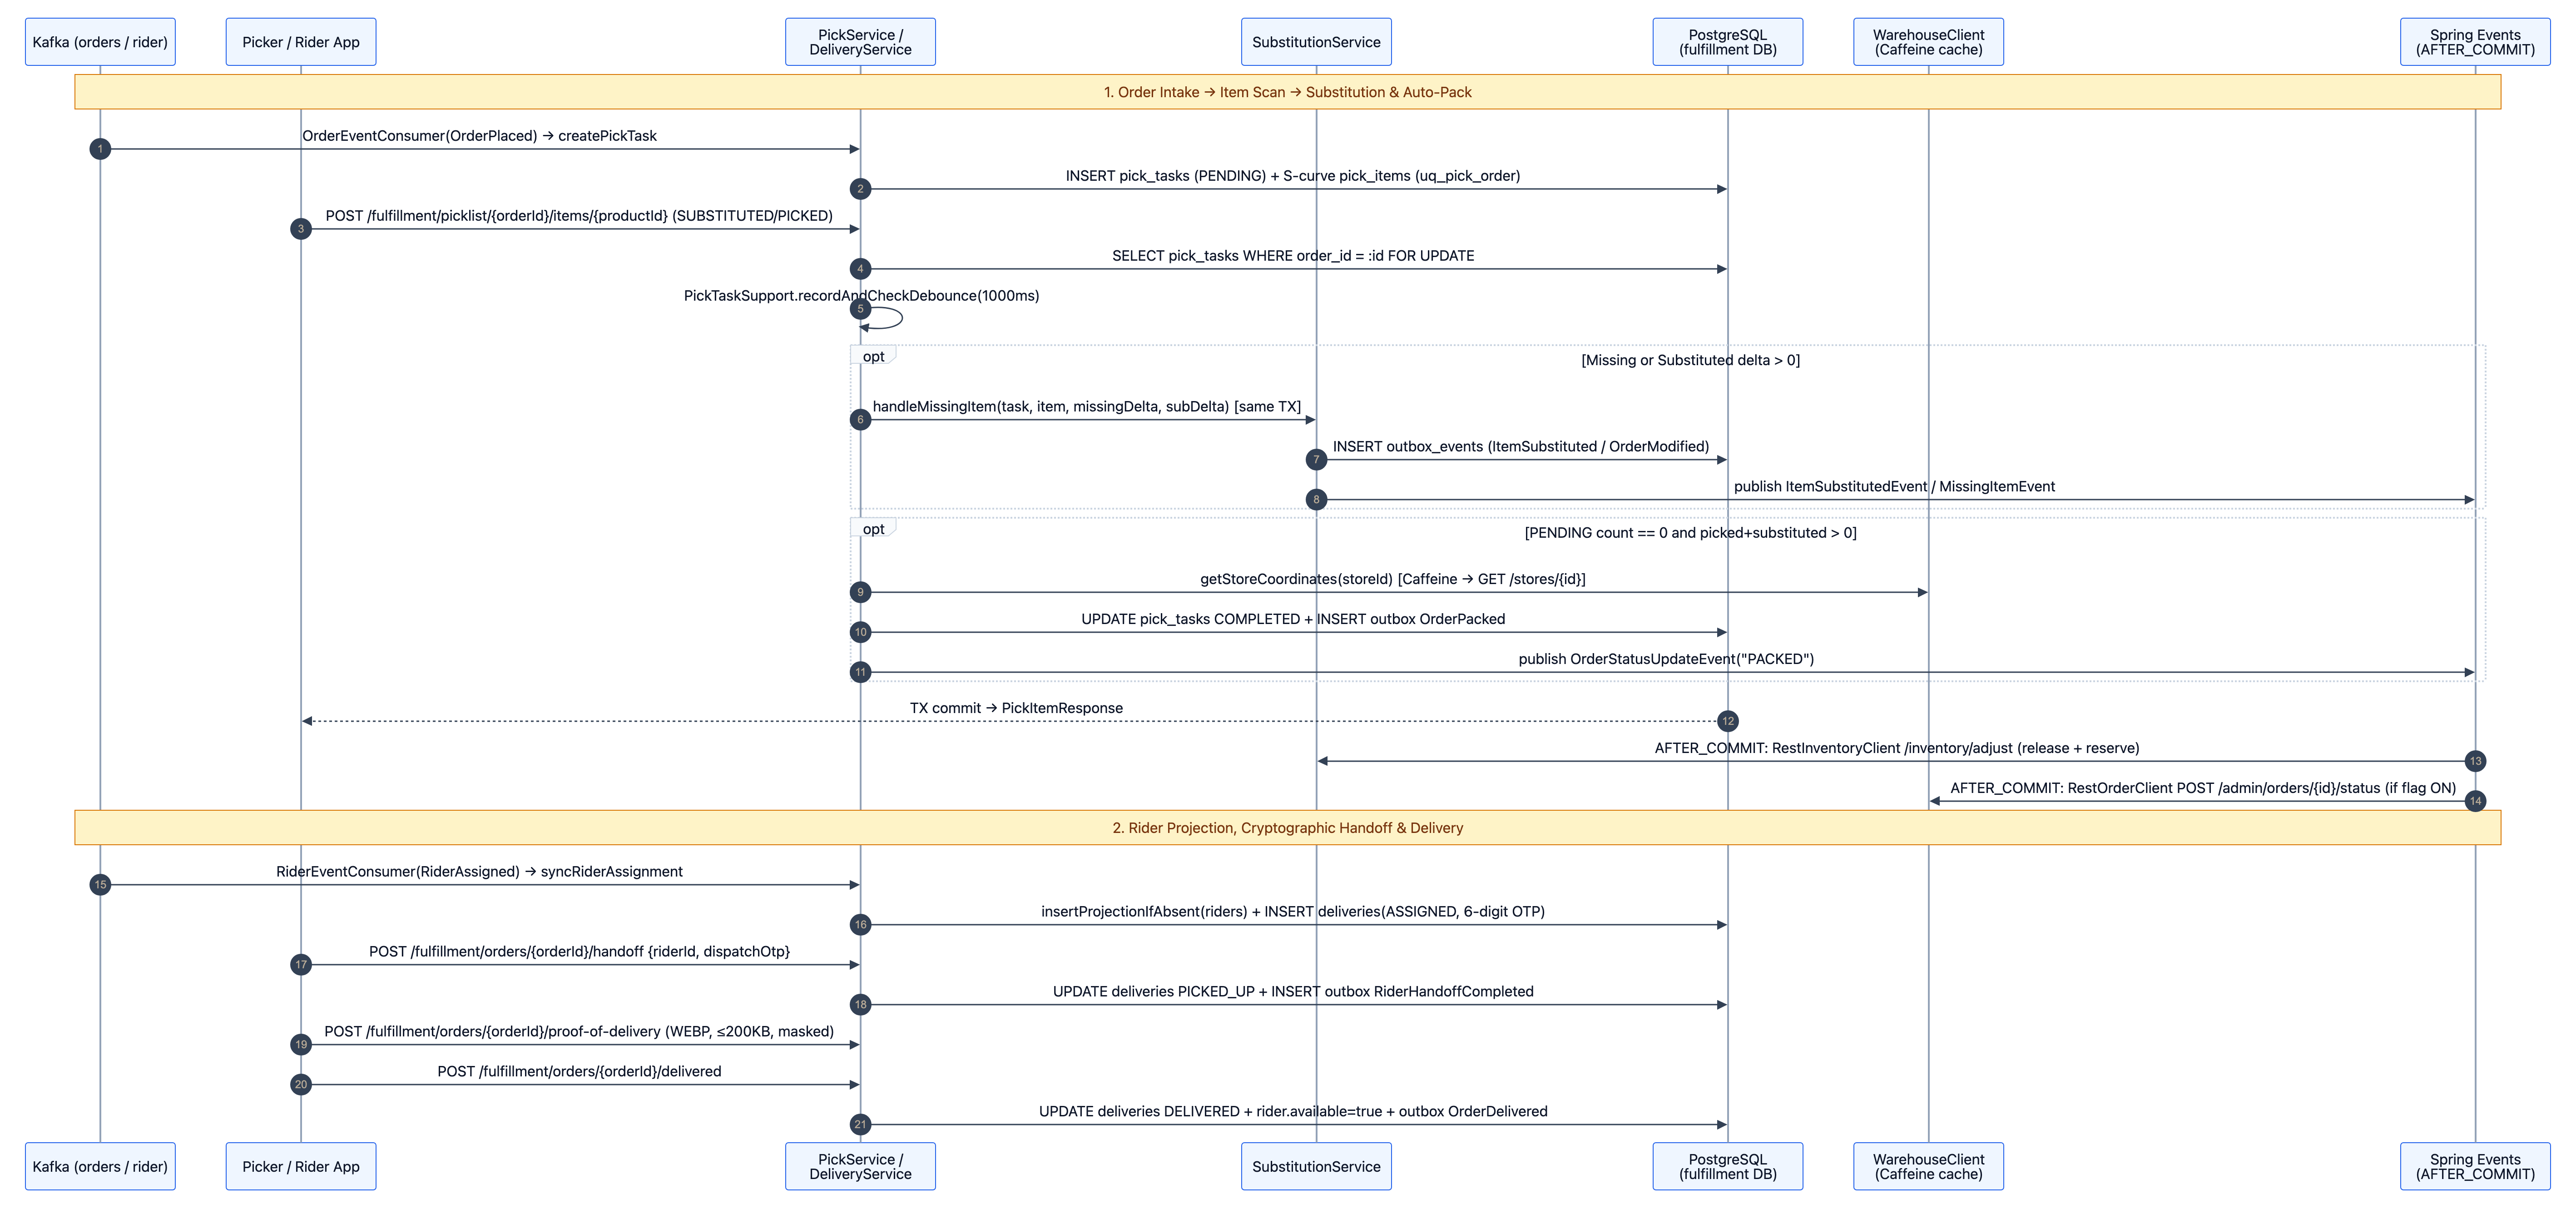 Kafka (orders / rider)
Picker / Rider App
PickService /
DeliveryService
SubstitutionService
PostgreSQL
(fulfillment DB)
WarehouseClient
(Caffeine cache)
Spring Events
(AFTER_COMMIT)
1. Order Intake → Item Scan → Substitution & Auto-Pack
OrderEventConsumer(OrderPlaced) → createPickTask
1
INSERT pick_tasks (PENDING) + S-curve pick_items (uq_pick_order)
2
POST /fulfillment/picklist/{orderId}/items/{productId} (SUBSTITUTED/PICKED)
3
SELECT pick_tasks WHERE order_id = :id FOR UPDATE
4
PickTaskSupport.recordAndCheckDebounce(1000ms)
5
opt
[Missing or Substituted delta > 0]
handleMissingItem(task, item, missingDelta, subDelta) [same TX]
6
INSERT outbox_events (ItemSubstituted / OrderModified)
7
publish ItemSubstitutedEvent / MissingItemEvent
8
opt
[PENDING count == 0 and picked+substituted > 0]
getStoreCoordinates(storeId) [Caffeine → GET /stores/{id}]
9
UPDATE pick_tasks COMPLETED + INSERT outbox OrderPacked
10
publish OrderStatusUpdateEvent("PACKED")
11
TX commit → PickItemResponse
12
AFTER_COMMIT: RestInventoryClient /inventory/adjust (release + reserve)
13
AFTER_COMMIT: RestOrderClient POST /admin/orders/{id}/status (if flag ON)
14
2. Rider Projection, Cryptographic Handoff & Delivery
RiderEventConsumer(RiderAssigned) → syncRiderAssignment
15
insertProjectionIfAbsent(riders) + INSERT deliveries(ASSIGNED, 6-digit OTP)
16
POST /fulfillment/orders/{orderId}/handoff {riderId, dispatchOtp}
17
UPDATE deliveries PICKED_UP + INSERT outbox RiderHandoffCompleted
18
POST /fulfillment/orders/{orderId}/proof-of-delivery (WEBP, ≤200KB, masked)
19
POST /fulfillment/orders/{orderId}/delivered
20
UPDATE deliveries DELIVERED + rider.available=true + outbox OrderDelivered
21
Kafka (orders / rider)
Picker / Rider App
PickService /
DeliveryService
SubstitutionService
PostgreSQL
(fulfillment DB)
WarehouseClient
(Caffeine cache)
Spring Events
(AFTER_COMMIT)